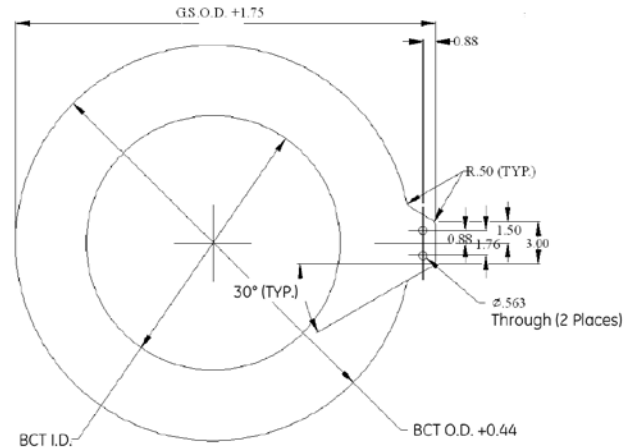 G.S.O.D. +1.75
0.88
R.50 (TYP.)
1.50
0.88
1.76
3.00
30° (TYP.)
Ø.563
Through (2 Places)
BCT O.D. +0.44
BCT I.D.